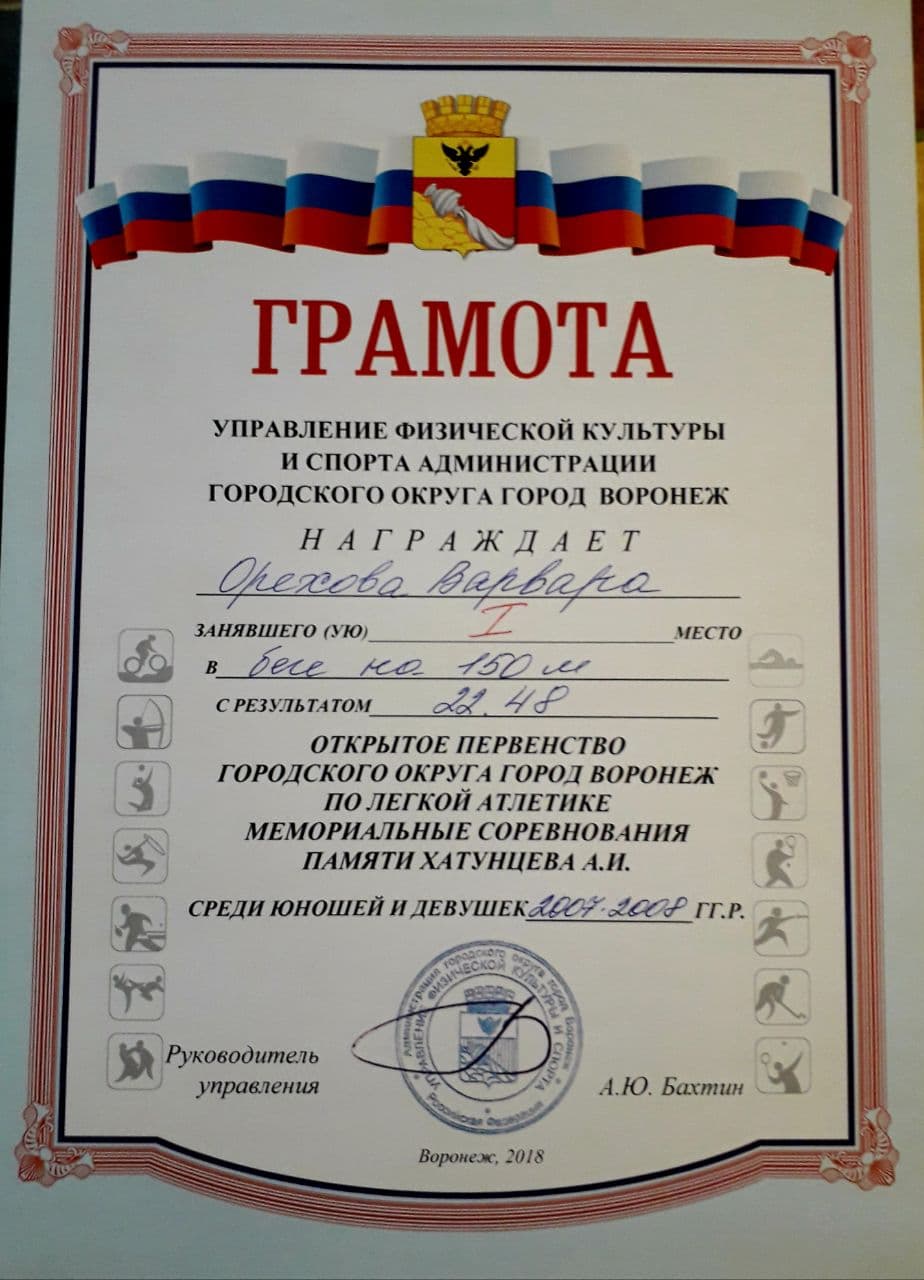 ГРАМОТА
УПРАВЛЕНИЕ ФИЗИЧЕСКОЙ КУЛЬТУРЫ
И СПОРТА АДМИНИСТРАЦИИ
ГОРОДСКОГО ОКРУГА ГОРОД ВОРОНЕЖ
НАГРАЖДАЕТ
Орехова Варвара
ЗАНЯВШЕГО (УЮ) I МЕСТО
В беге на 150 м
С РЕЗУЛЬТАТОМ 22.48
ОТКРЫТОЕ ПЕРВЕНСТВО
ГОРОДСКОГО ОКРУГА ГОРОД ВОРОНЕЖ
ПО ЛЕГКОЙ АТЛЕТИКЕ
МЕМОРИАЛЬНЫЕ СОРЕВНОВАНИЯ
ПАМЯТИ ХАТУНЦЕВА А.И.
СРЕДИ ЮНОШЕЙ И ДЕВУШЕК 2007-2008 ГГ.Р.
Администрация городского округа город Воронеж
УПРАВЛЕНИЕ ФИЗИЧЕСКОЙ КУЛЬТУРЫ И СПОРТА
Российская Федерация
Руководитель
управления
А.Ю. Бахтин
Воронеж, 2018